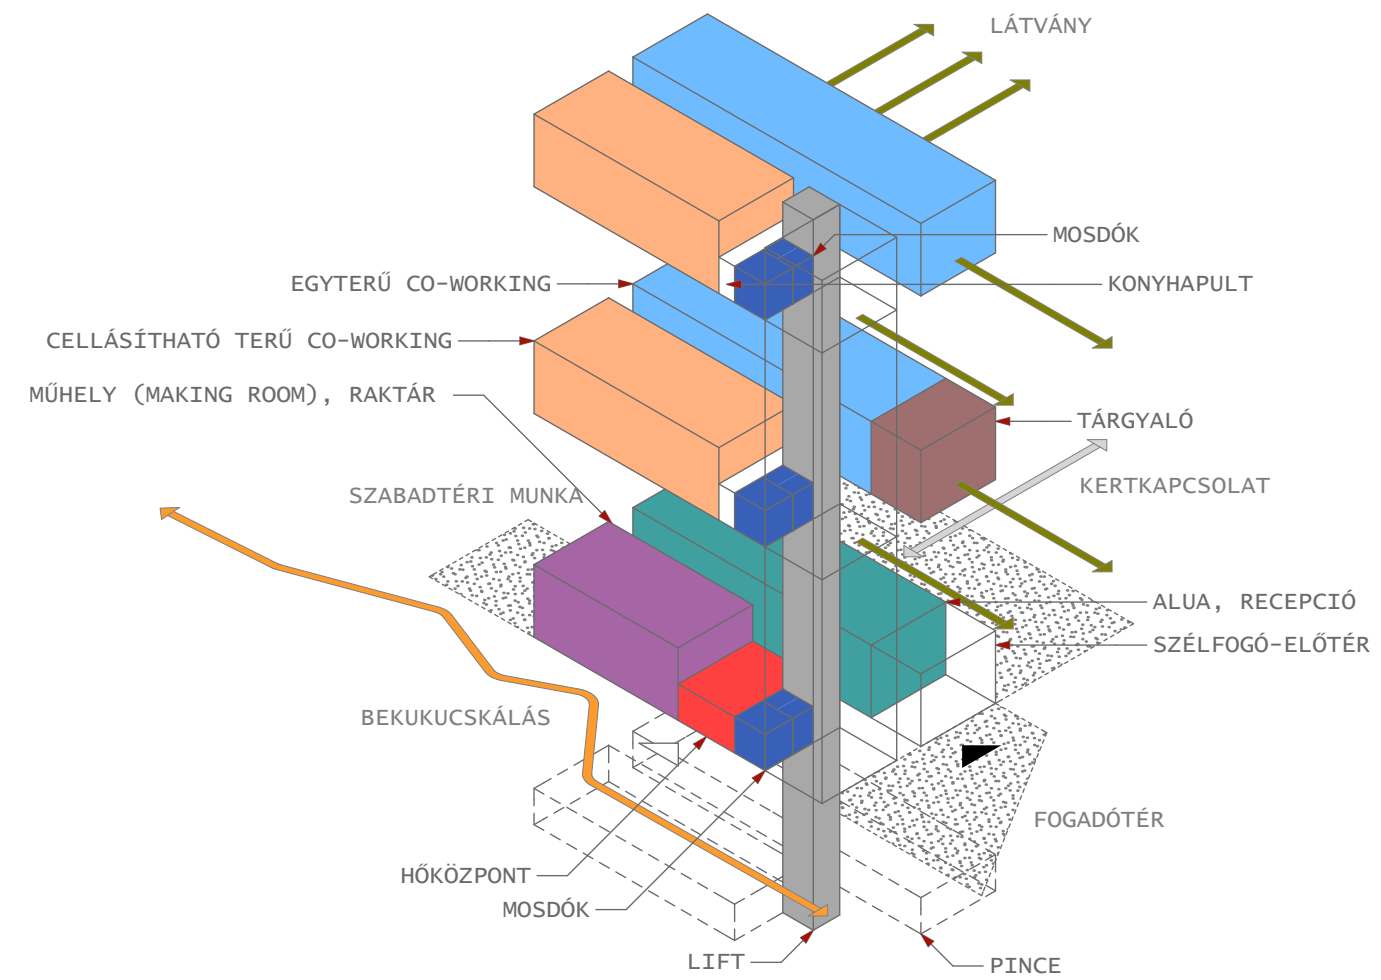 LÁTVÁNY
MOSDÓK
EGYTERŰ CO-WORKING
KONYHAPULT
CELLÁSÍTHATÓ TERŰ CO-WORKING
MŰHELY (MAKING ROOM), RAKTÁR
TÁRGYALÓ
SZABADTÉRI MUNKA
KERTKAPCSOLAT
ALUA, RECEPCIÓ
SZÉLFOGÓ-ELŐTÉR
BEKUKUCSKÁLÁS
FOGADÓTÉR
HŐKÖZPONT
MOSDÓK
LIFT
PINCE